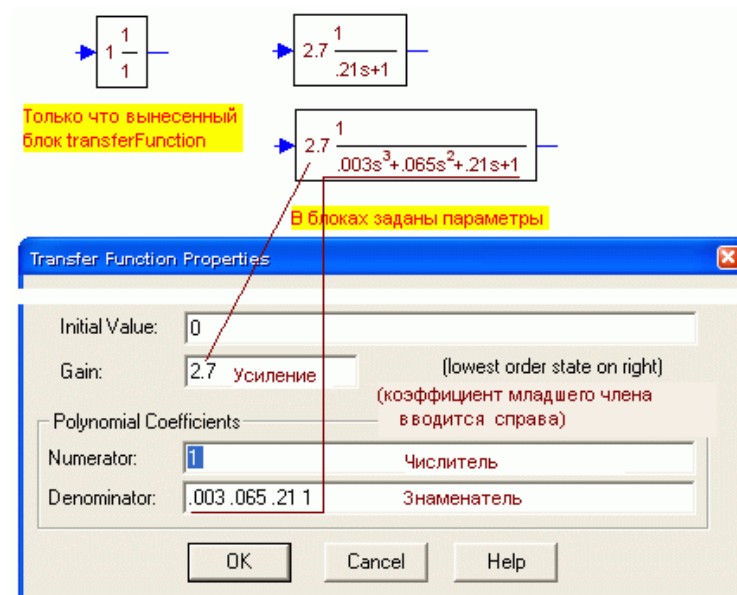 1 1
1
2.7 1
.21s+1
Только что вынесенный
блок transferFunction
2.7 1
.003s³+.065s²+.21s+1
В блоках заданы параметры
Transfer Function Properties
Initial Value: 0
Gain: 2.7 Усиление (lowest order state on right)
(коэффициент младшего члена
вводится справа)
Polynomial Coefficients
Numerator: 1 Числитель
Denominator: .003 .065 .21 1 Знаменатель
OK Cancel Help